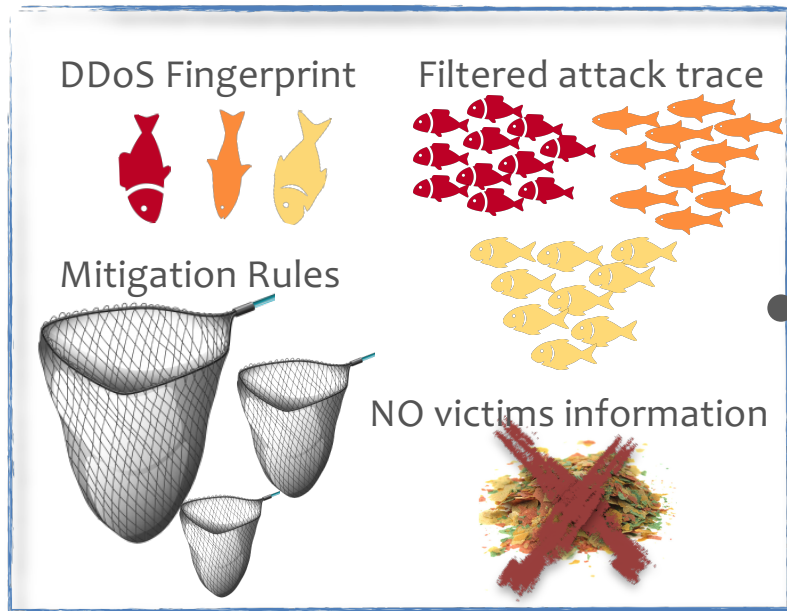 DDoS Fingerprint
Filtered attack trace
Mitigation Rules
NO victims information